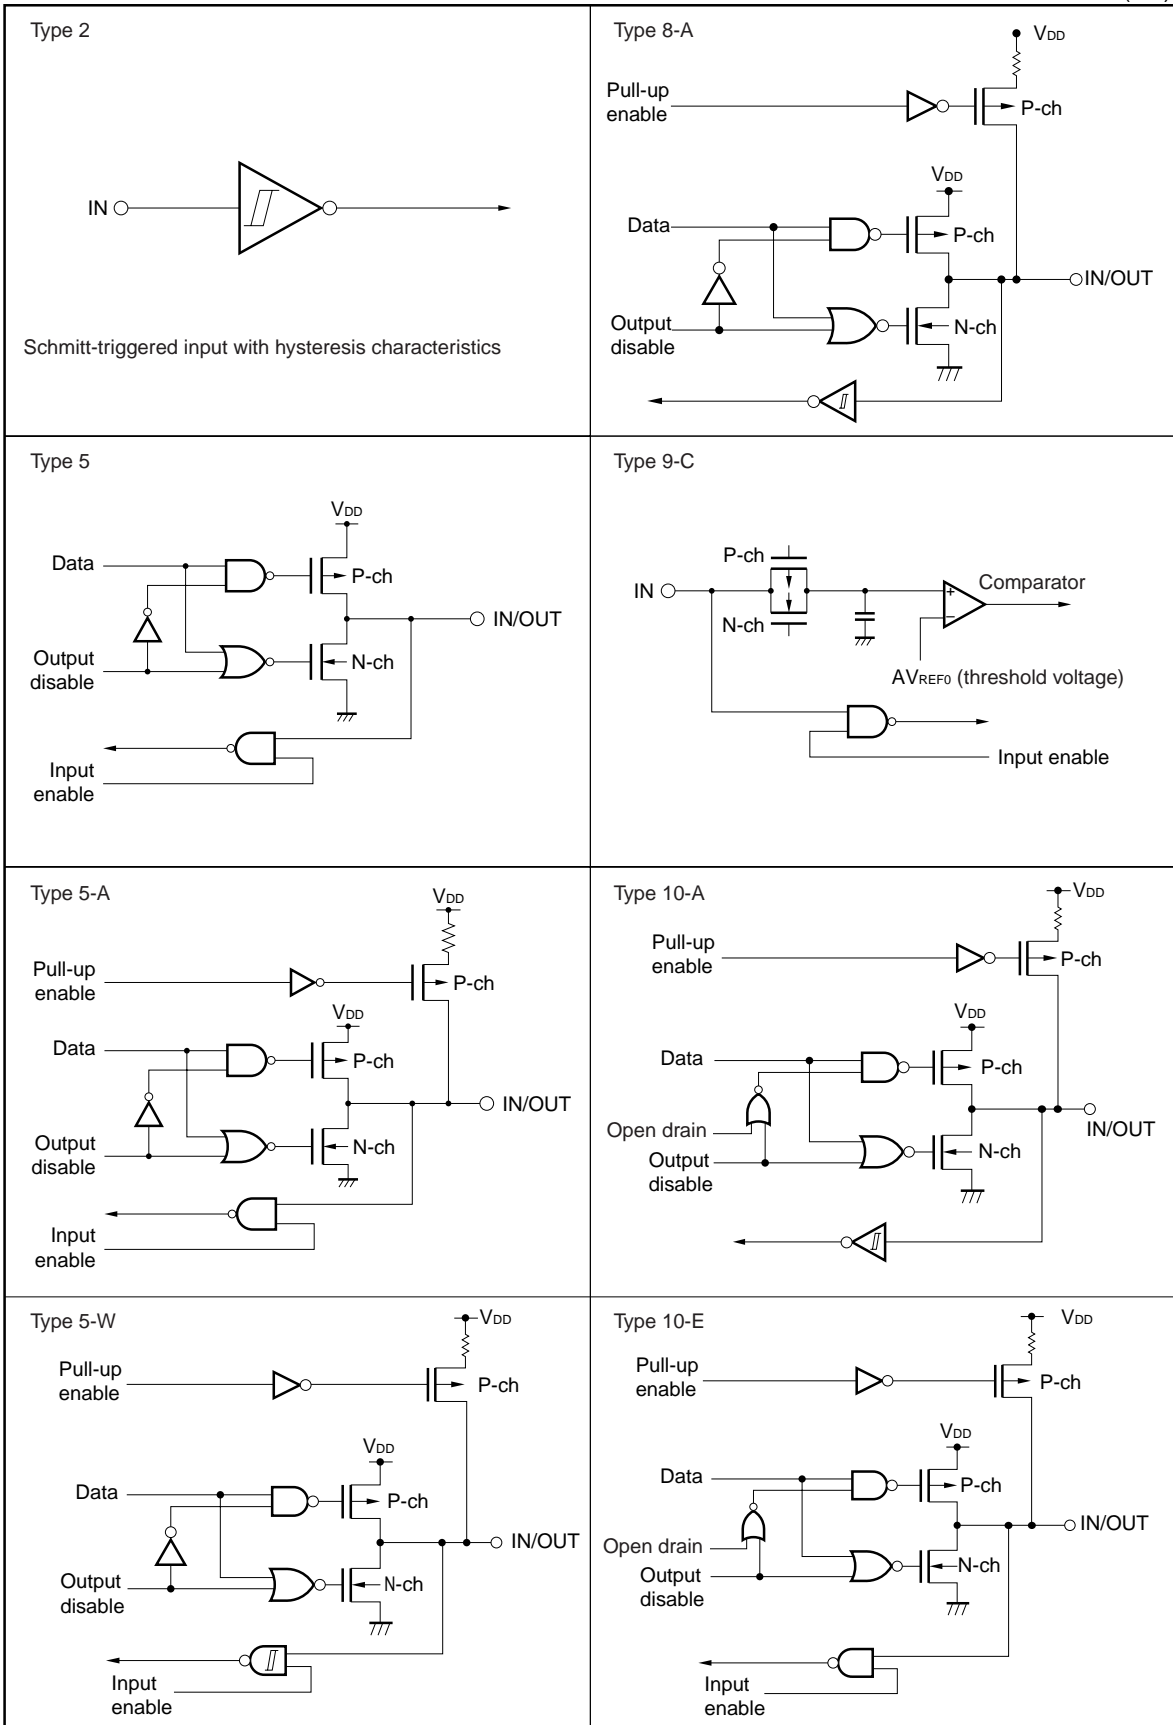 Type 2
IN
Schmitt-triggered input with hysteresis characteristics
Type 8-A
VDD
Pull-up
enable
P-ch
VDD
Data
P-ch
IN/OUT
Output
disable
N-ch
Type 5
VDD
Data
P-ch
IN/OUT
Output
disable
N-ch
Input
enable
Type 9-C
P-ch
IN
Comparator
N-ch
AVREF0 (threshold voltage)
Input enable
Type 5-A
VDD
Pull-up
enable
P-ch
VDD
Data
P-ch
IN/OUT
Output
disable
N-ch
Input
enable
Type 10-A
VDD
Pull-up
enable
P-ch
VDD
Data
P-ch
Open drain
IN/OUT
Output
disable
N-ch
Type 5-W
VDD
Pull-up
enable
P-ch
VDD
Data
P-ch
IN/OUT
Output
disable
N-ch
Input
enable
Type 10-E
VDD
Pull-up
enable
P-ch
VDD
Data
P-ch
IN/OUT
Open drain
Output
disable
N-ch
Input
enable